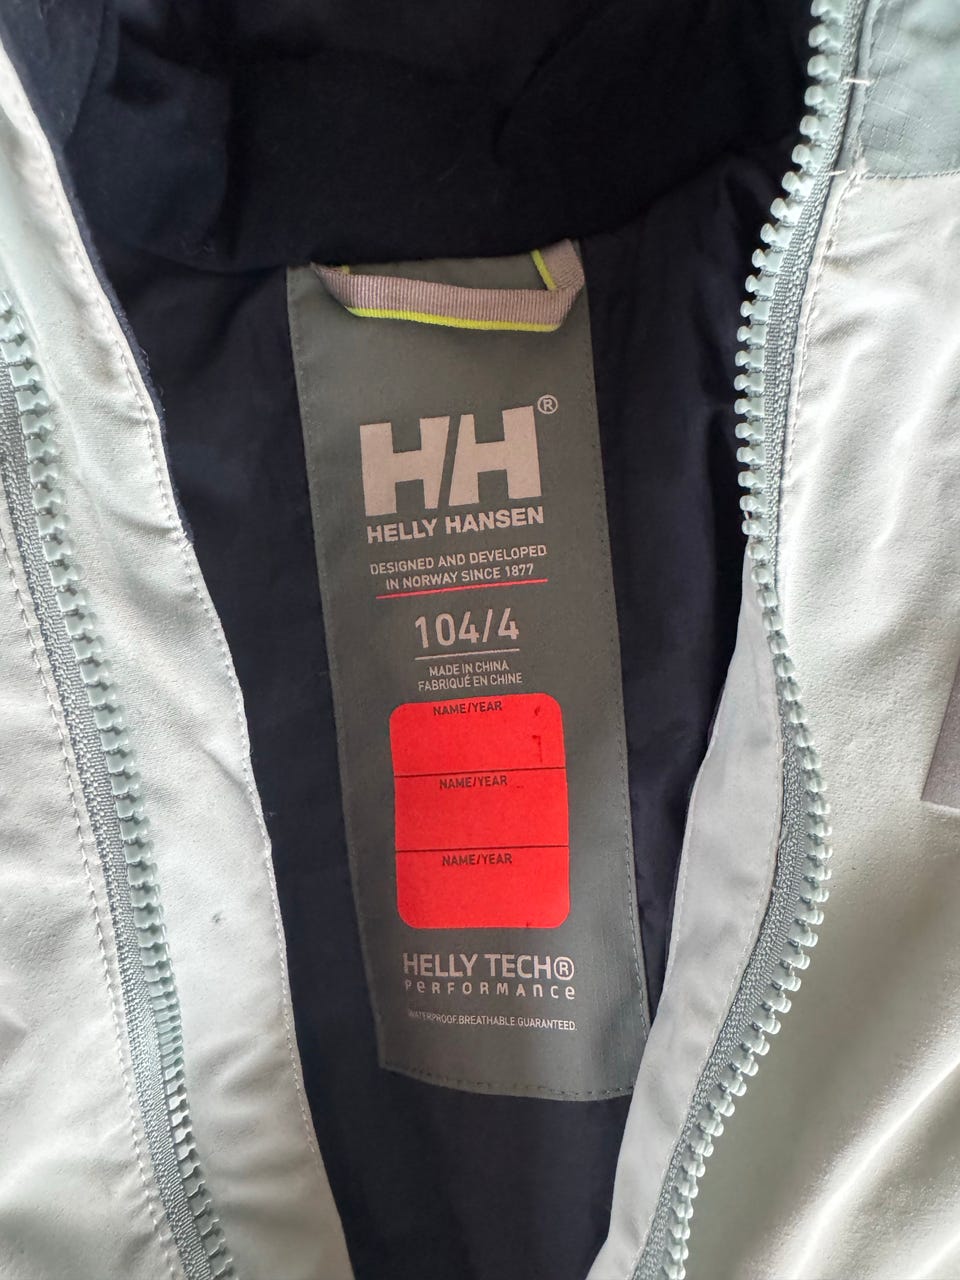 HH®
HELLY HANSEN
DESIGNED AND DEVELOPED
IN NORWAY SINCE 1877
104/4
MADE IN CHINA
FABRIQUÉ EN CHINE
NAME/YEAR
NAME/YEAR
NAME/YEAR
HELLY TECH®
PERFORMANCE
WATERPROOF.BREATHABLE.GUARANTEED.